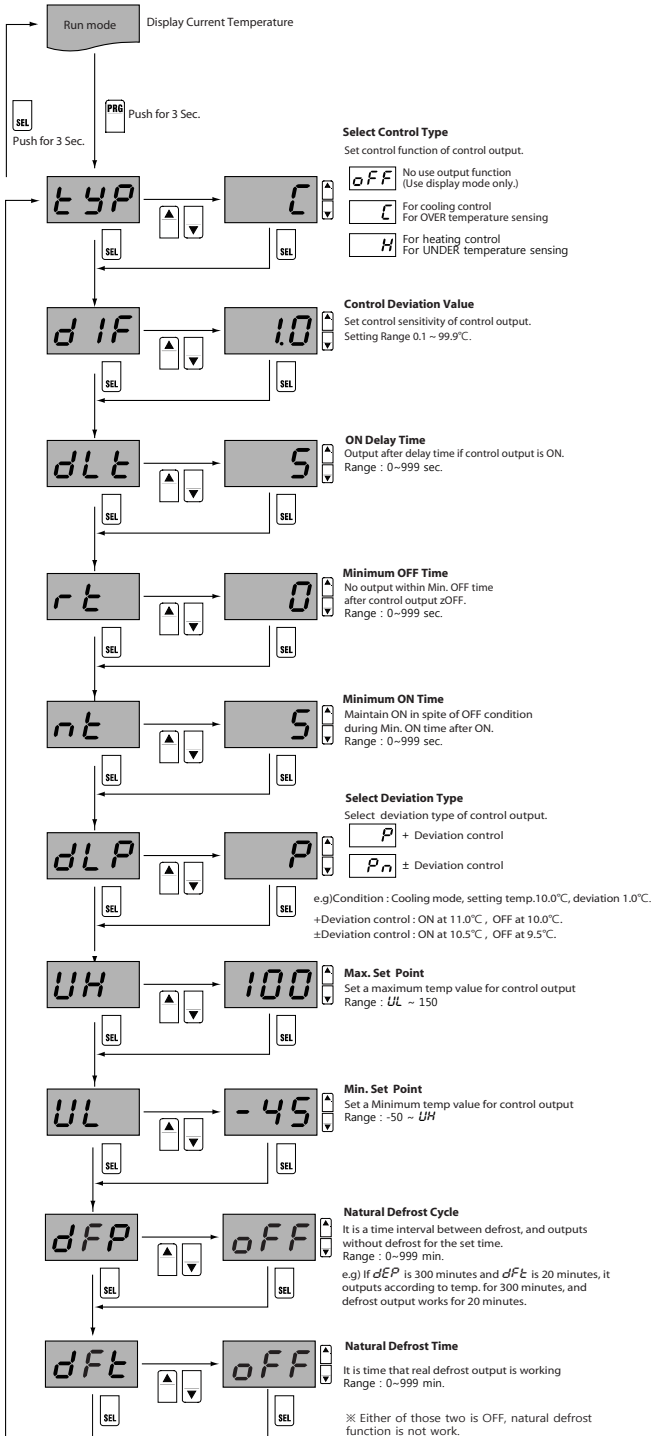 Run mode
Display Current Temperature
SEL
Push for 3 Sec.
PRG
Push for 3 Sec.
Select Control Type
Set control function of control output.
oFF
No use output function
(Use display mode only.)
C
For cooling control
For OVER temperature sensing
H
For heating control
For UNDER temperature sensing
tYP
C
SEL
SEL
Control Deviation Value
Set control sensitivity of control output.
Setting Range 0.1 ~ 99.9℃.
dIF
1.0
SEL
SEL
ON Delay Time
Output after delay time if control output is ON.
Range : 0~999 sec.
dLt
5
SEL
SEL
Minimum OFF Time
No output within Min. OFF time
after control output zOFF.
Range : 0~999 sec.
rt
0
SEL
SEL
Minimum ON Time
Maintain ON in spite of OFF condition
during Min. ON time after ON.
Range : 0~999 sec.
nt
5
SEL
SEL
Select Deviation Type
Select deviation type of control output.
P + Deviation control
Pn ± Deviation control
dLP
P
SEL
SEL
e.g)Condition : Cooling mode, setting temp.10.0℃, deviation 1.0℃.
+Deviation control : ON at 11.0℃ , OFF at 10.0℃.
±Deviation control : ON at 10.5℃ , OFF at 9.5℃.
UH
100
SEL
SEL
Max. Set Point
Set a maximum temp value for control output
Range : UL ~ 150
UL
-45
SEL
SEL
Min. Set Point
Set a Minimum temp value for control output
Range : -50 ~ UH
dFP
oFF
SEL
SEL
Natural Defrost Cycle
It is a time interval between defrost, and outputs
without defrost for the set time.
Range : 0~999 min.
e.g) If dEP is 300 minutes and dFt is 20 minutes, it
outputs according to temp. for 300 minutes, and
defrost output works for 20 minutes.
dFt
oFF
SEL
SEL
Natural Defrost Time
It is time that real defrost output is working
Range : 0~999 min.
※ Either of those two is OFF, natural defrost
function is not work.